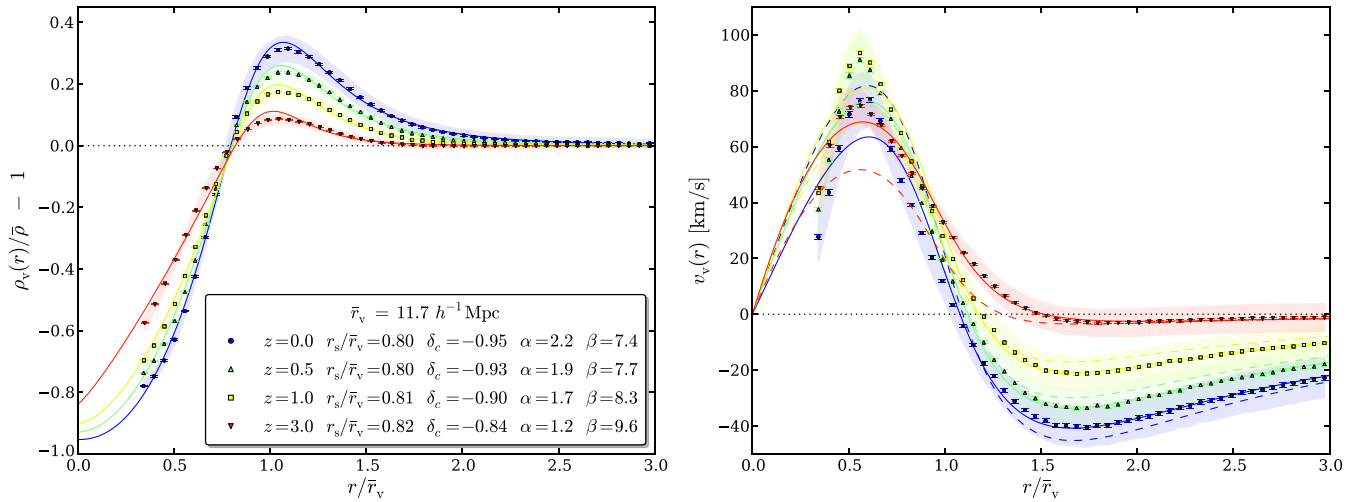 0.4
0.2
0.0
−0.2
−0.4
−0.6
−0.8
−1.0
ρv(r)/ρ̄ − 1
0.0 0.5 1.0 1.5 2.0 2.5 3.0
r/r̄v
r̄v = 11.7 h⁻¹Mpc
z=0.0 rs/r̄v=0.80 δc=−0.95 α=2.2 β=7.4
z=0.5 rs/r̄v=0.80 δc=−0.93 α=1.9 β=7.7
z=1.0 rs/r̄v=0.81 δc=−0.90 α=1.7 β=8.3
z=3.0 rs/r̄v=0.82 δc=−0.84 α=1.2 β=9.6
100
80
60
40
20
0
−20
−40
vv(r) [km/s]
0.0 0.5 1.0 1.5 2.0 2.5 3.0
r/r̄v